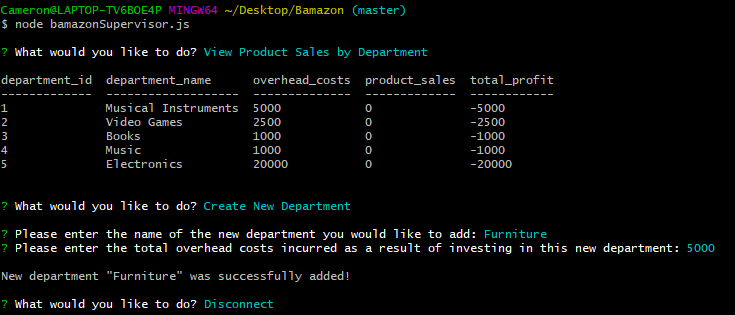 Cameron@LAPTOP-TV6BOE4P MINGW64 ~/Desktop/Bamazon (master)
$ node bamazonSupervisor.js
? What would you like to do? View Product Sales by Department
department_id  department_name      overhead_costs  product_sales  total_profit
-------------  -------------------  --------------  -------------  ------------
1              Musical Instruments  5000            0              -5000
2              Video Games          2500            0              -2500
3              Books                1000            0              -1000
4              Music                1000            0              -1000
5              Electronics          20000           0              -20000
? What would you like to do? Create New Department
? Please enter the name of the new department you would like to add: Furniture
? Please enter the total overhead costs incurred as a result of investing in this new department: 5000
New department "Furniture" was successfully added!
? What would you like to do? Disconnect